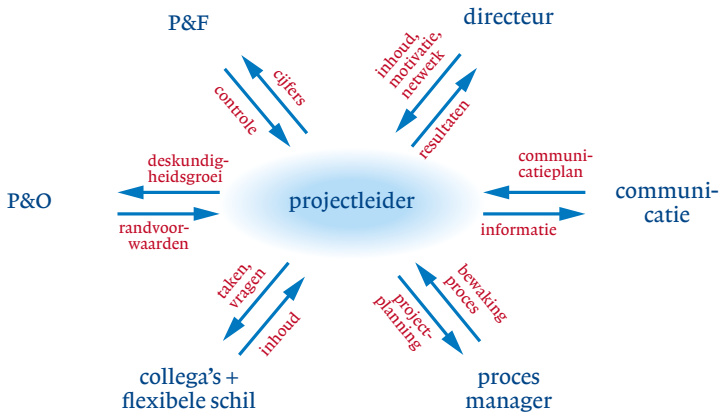 P&F
directeur
cijfers
controle
inhoud,
motivatie,
netwerk
resultaten
deskundig-
heidsgroei
P&O
randvoor-
waarden
projectleider
communi-
catieplan
communi-
catie
informatie
taken,
vragen
inhoud
bewaking
proces
project-
planning
collega's +
flexibele schil
proces
manager